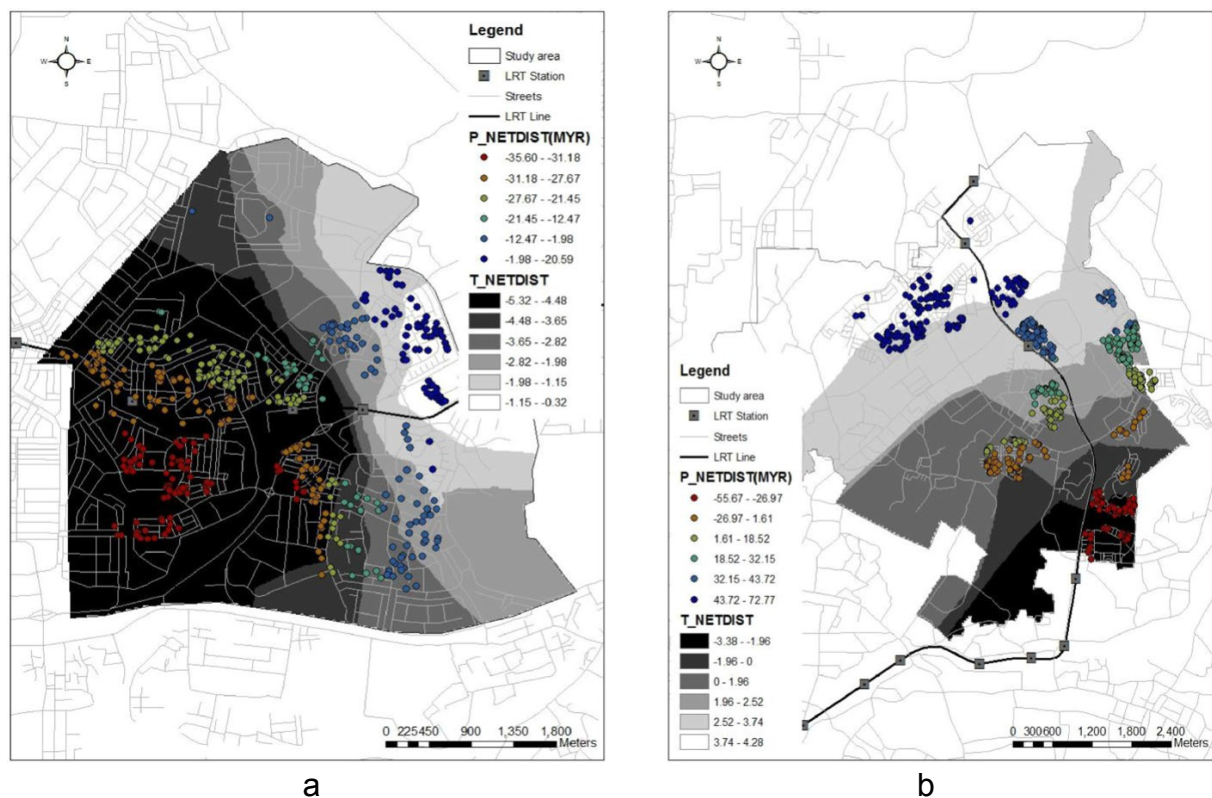 N
W
E
S
Legend
Study area
LRT Station
Streets
LRT Line
P_NETDIST(MYR)
-35.60 - -31.18
-31.18 - -27.67
-27.67 - -21.45
-21.45 - -12.47
-12.47 - -1.98
-1.98 - -20.59
T_NETDIST
-5.32 - -4.48
-4.48 - -3.65
-3.65 - -2.82
-2.82 - -1.98
-1.98 - -1.15
-1.15 - -0.32
0 225450 900 1,350 1,800
Meters
a
N
W
E
S
Legend
Study area
LRT Station
Streets
LRT Line
P_NETDIST(MYR)
-55.67 - -26.97
-26.97 - 1.61
1.61 - 18.52
18.52 - 32.15
32.15 - 43.72
43.72 - 72.77
T_NETDIST
-3.38 - -1.96
-1.96 - 0
0 - 1.96
1.96 - 2.52
2.52 - 3.74
3.74 - 4.28
0 300600 1,200 1,800 2,400
Meters
b